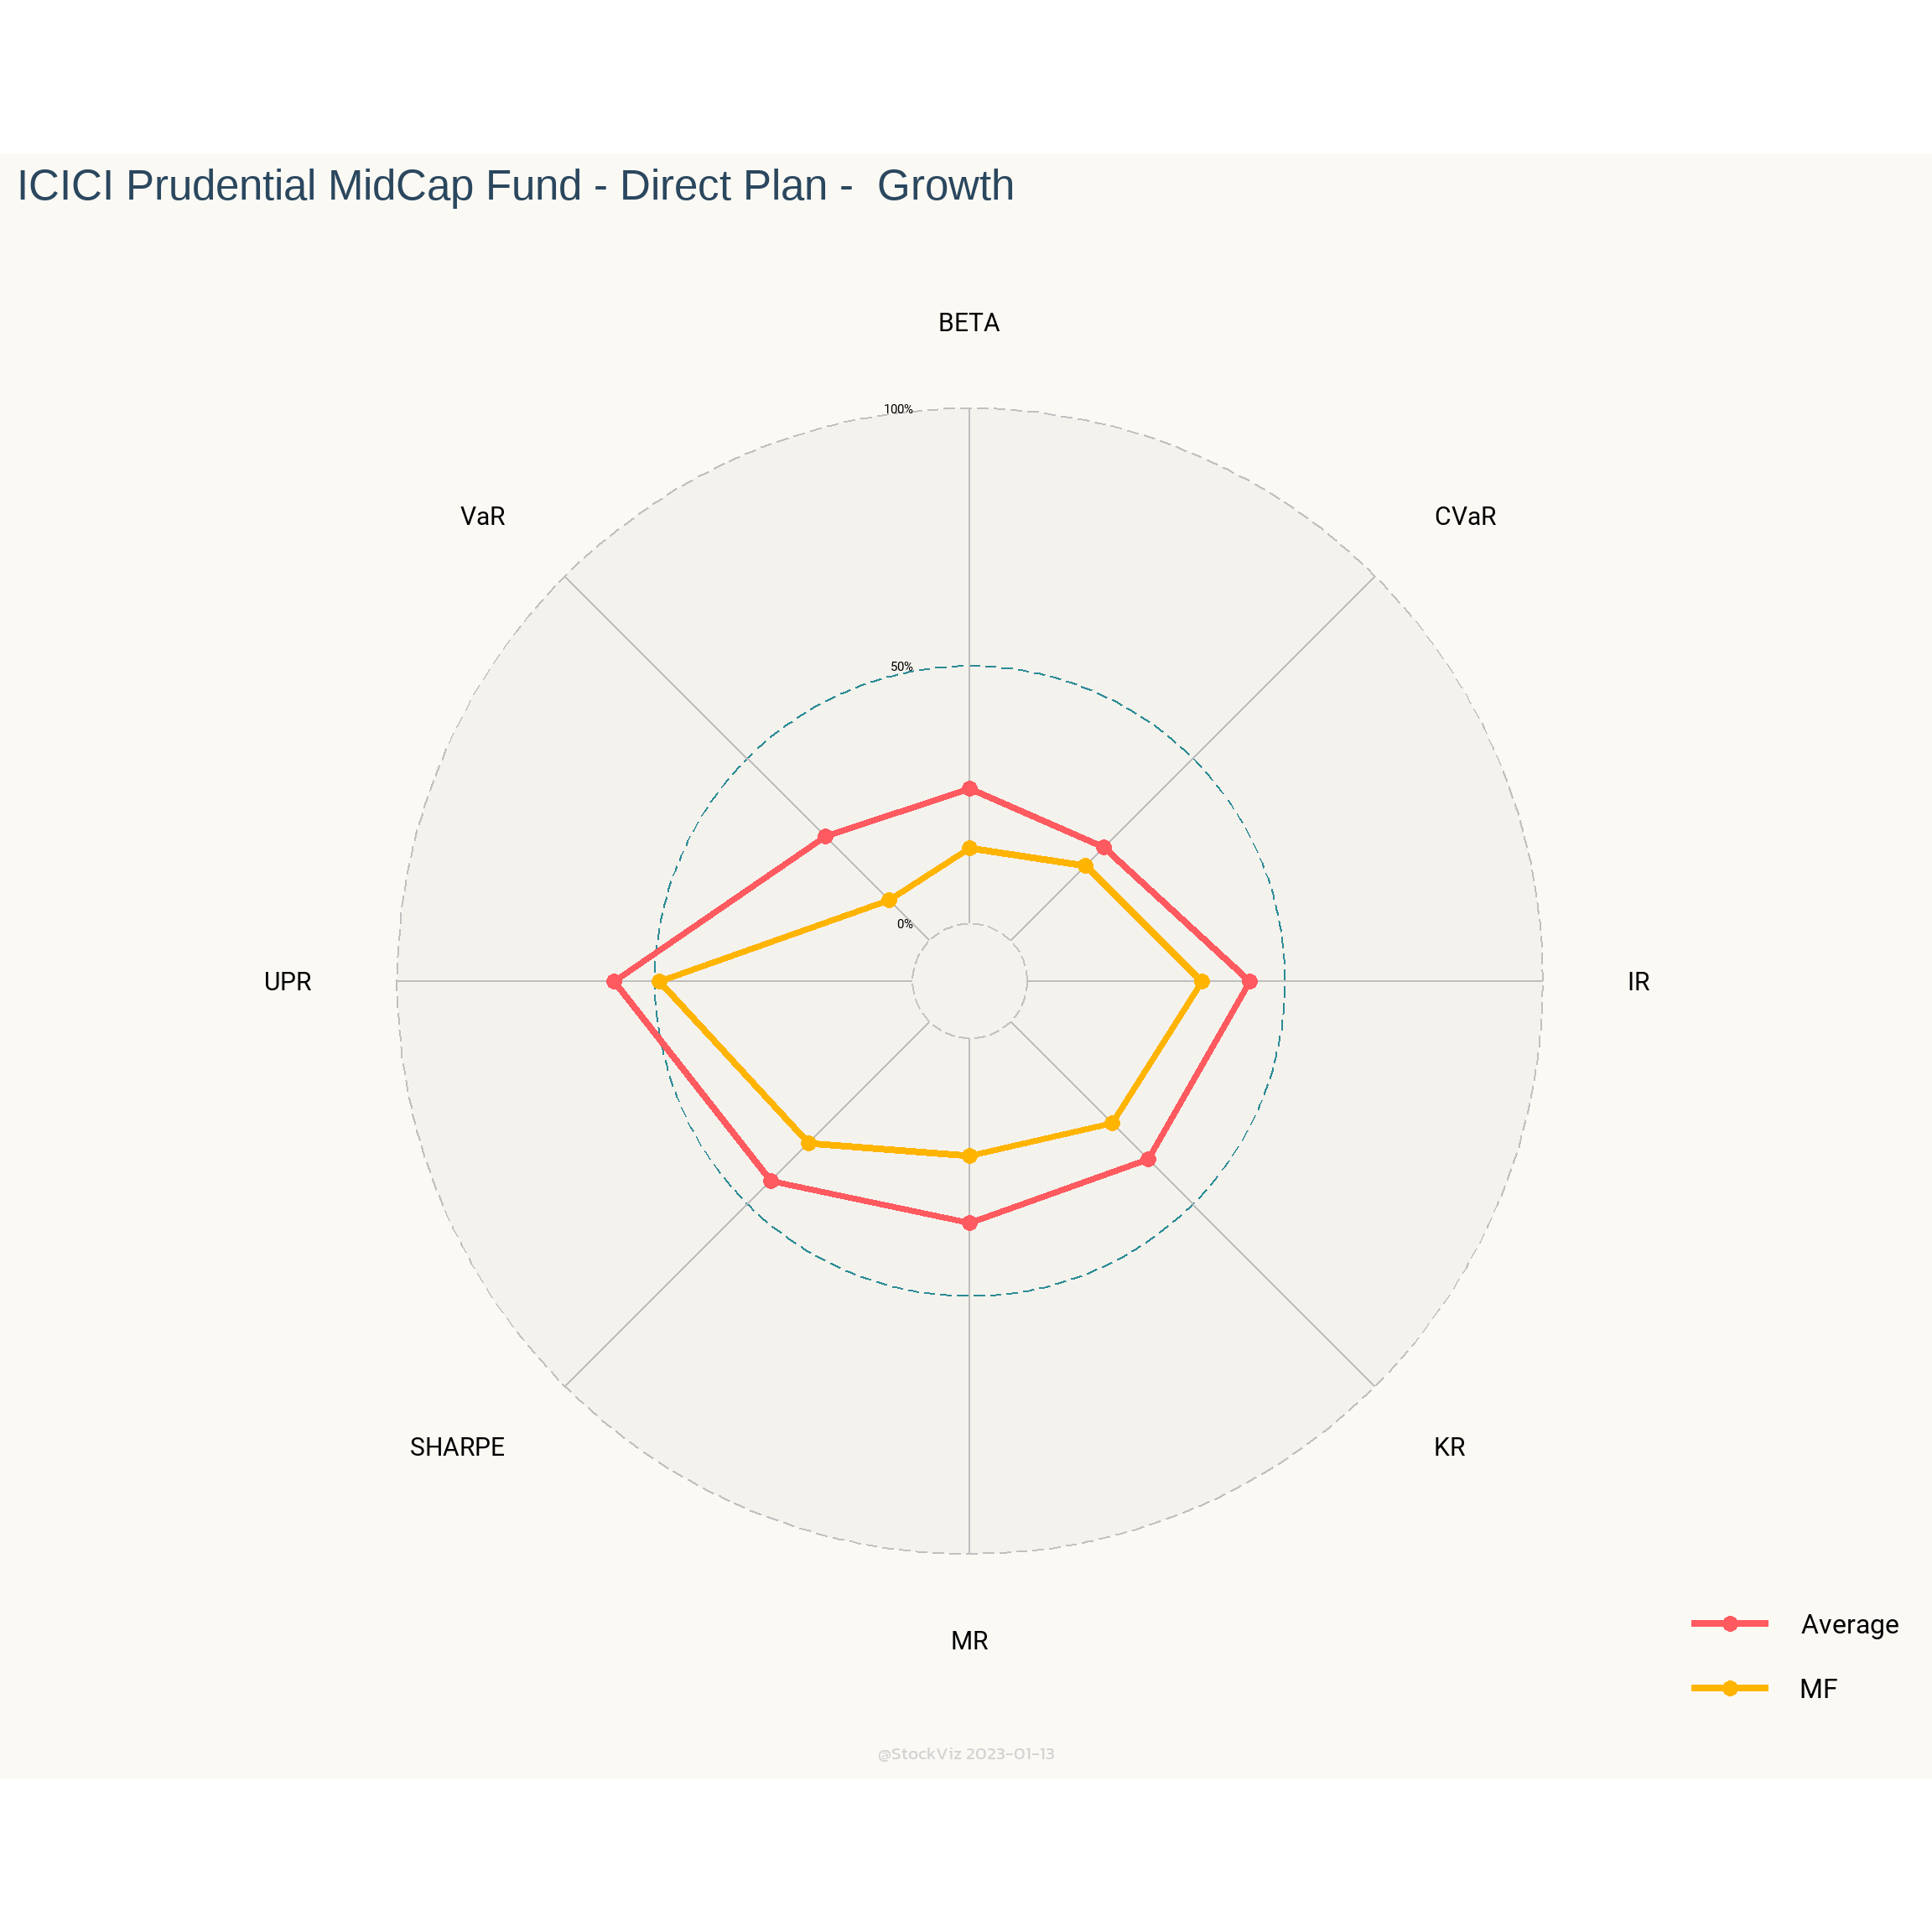 ICICI Prudential MidCap Fund - Direct Plan -  Growth
BETA
100%
VaR
CVaR
50%
0%
UPR
IR
SHARPE
KR
MR
Average
MF
@StockViz 2023-01-13